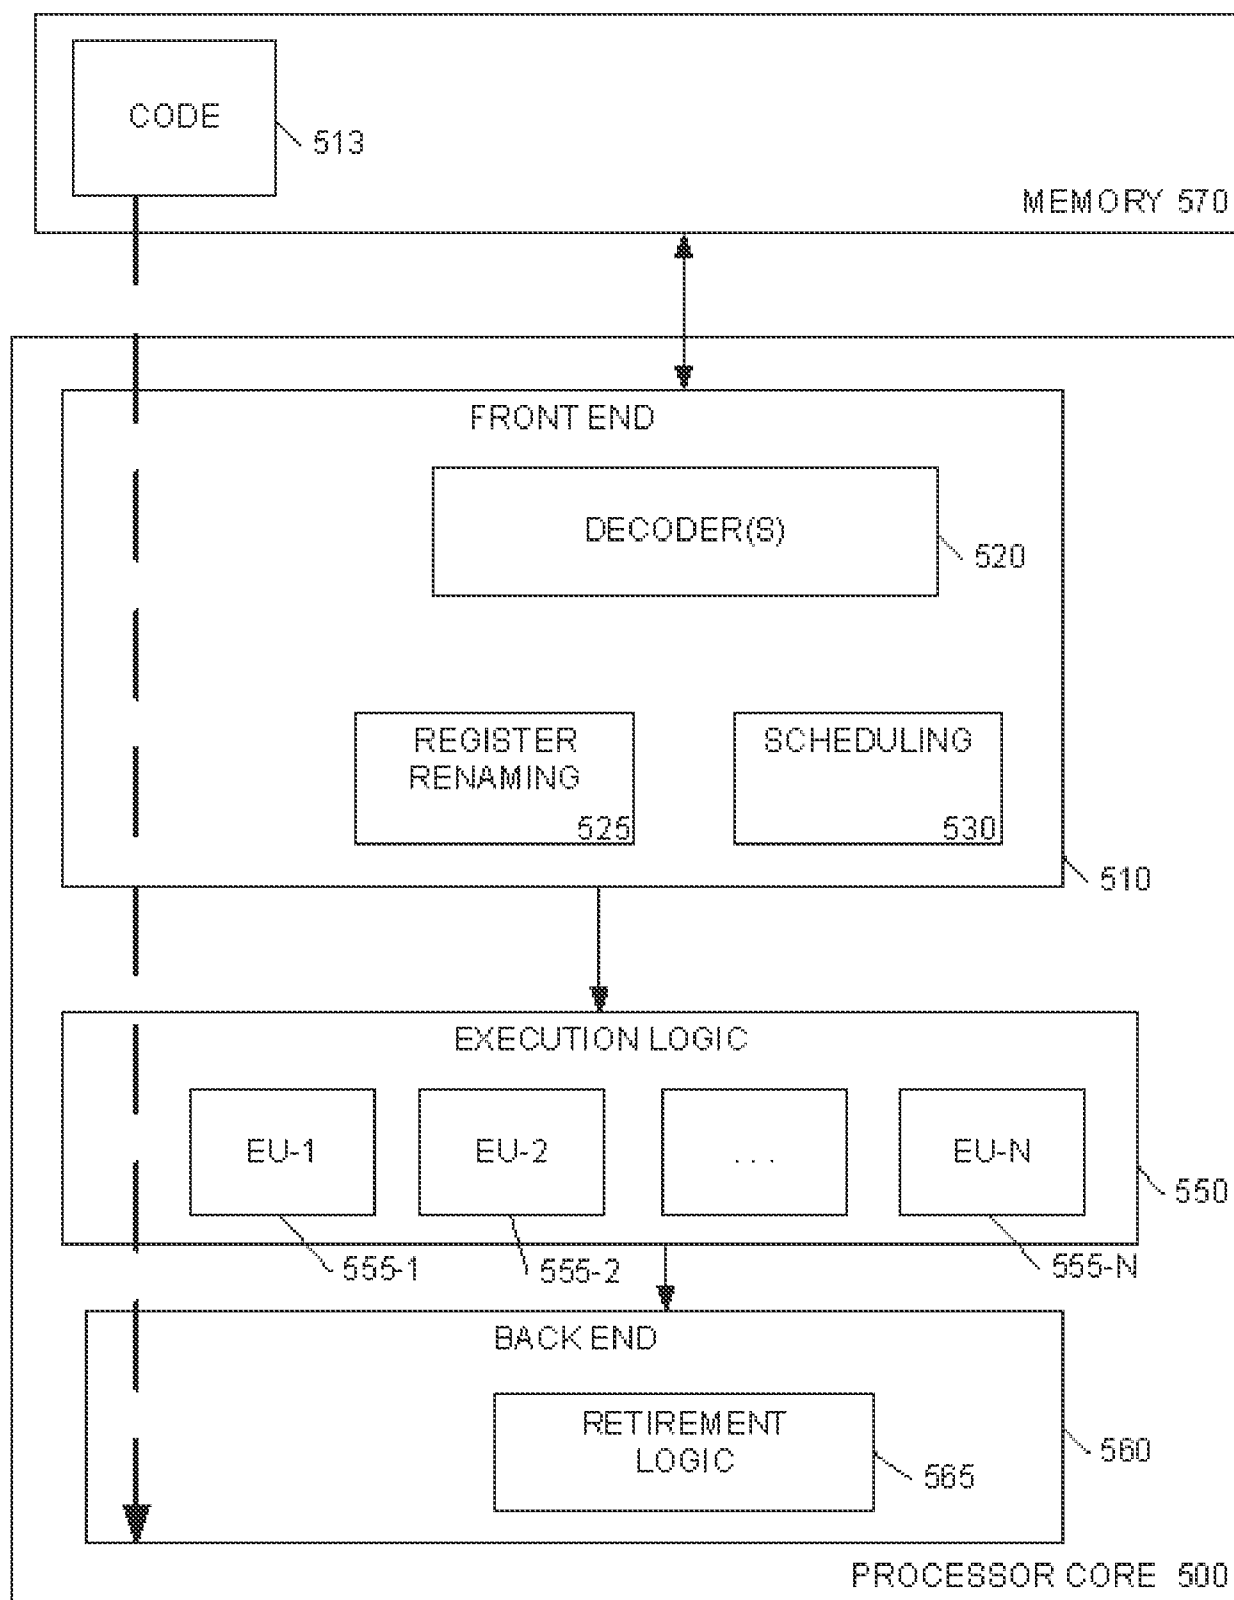 CODE
513
MEMORY 570
FRONT END
DECODER(S)
520
REGISTER
RENAMING
525
SCHEDULING
530
510
EXECUTION LOGIC
EU-1
EU-2
. . .
EU-N
550
555-1
555-2
555-N
BACK END
RETIREMENT
LOGIC
565
560
PROCESSOR CORE 500